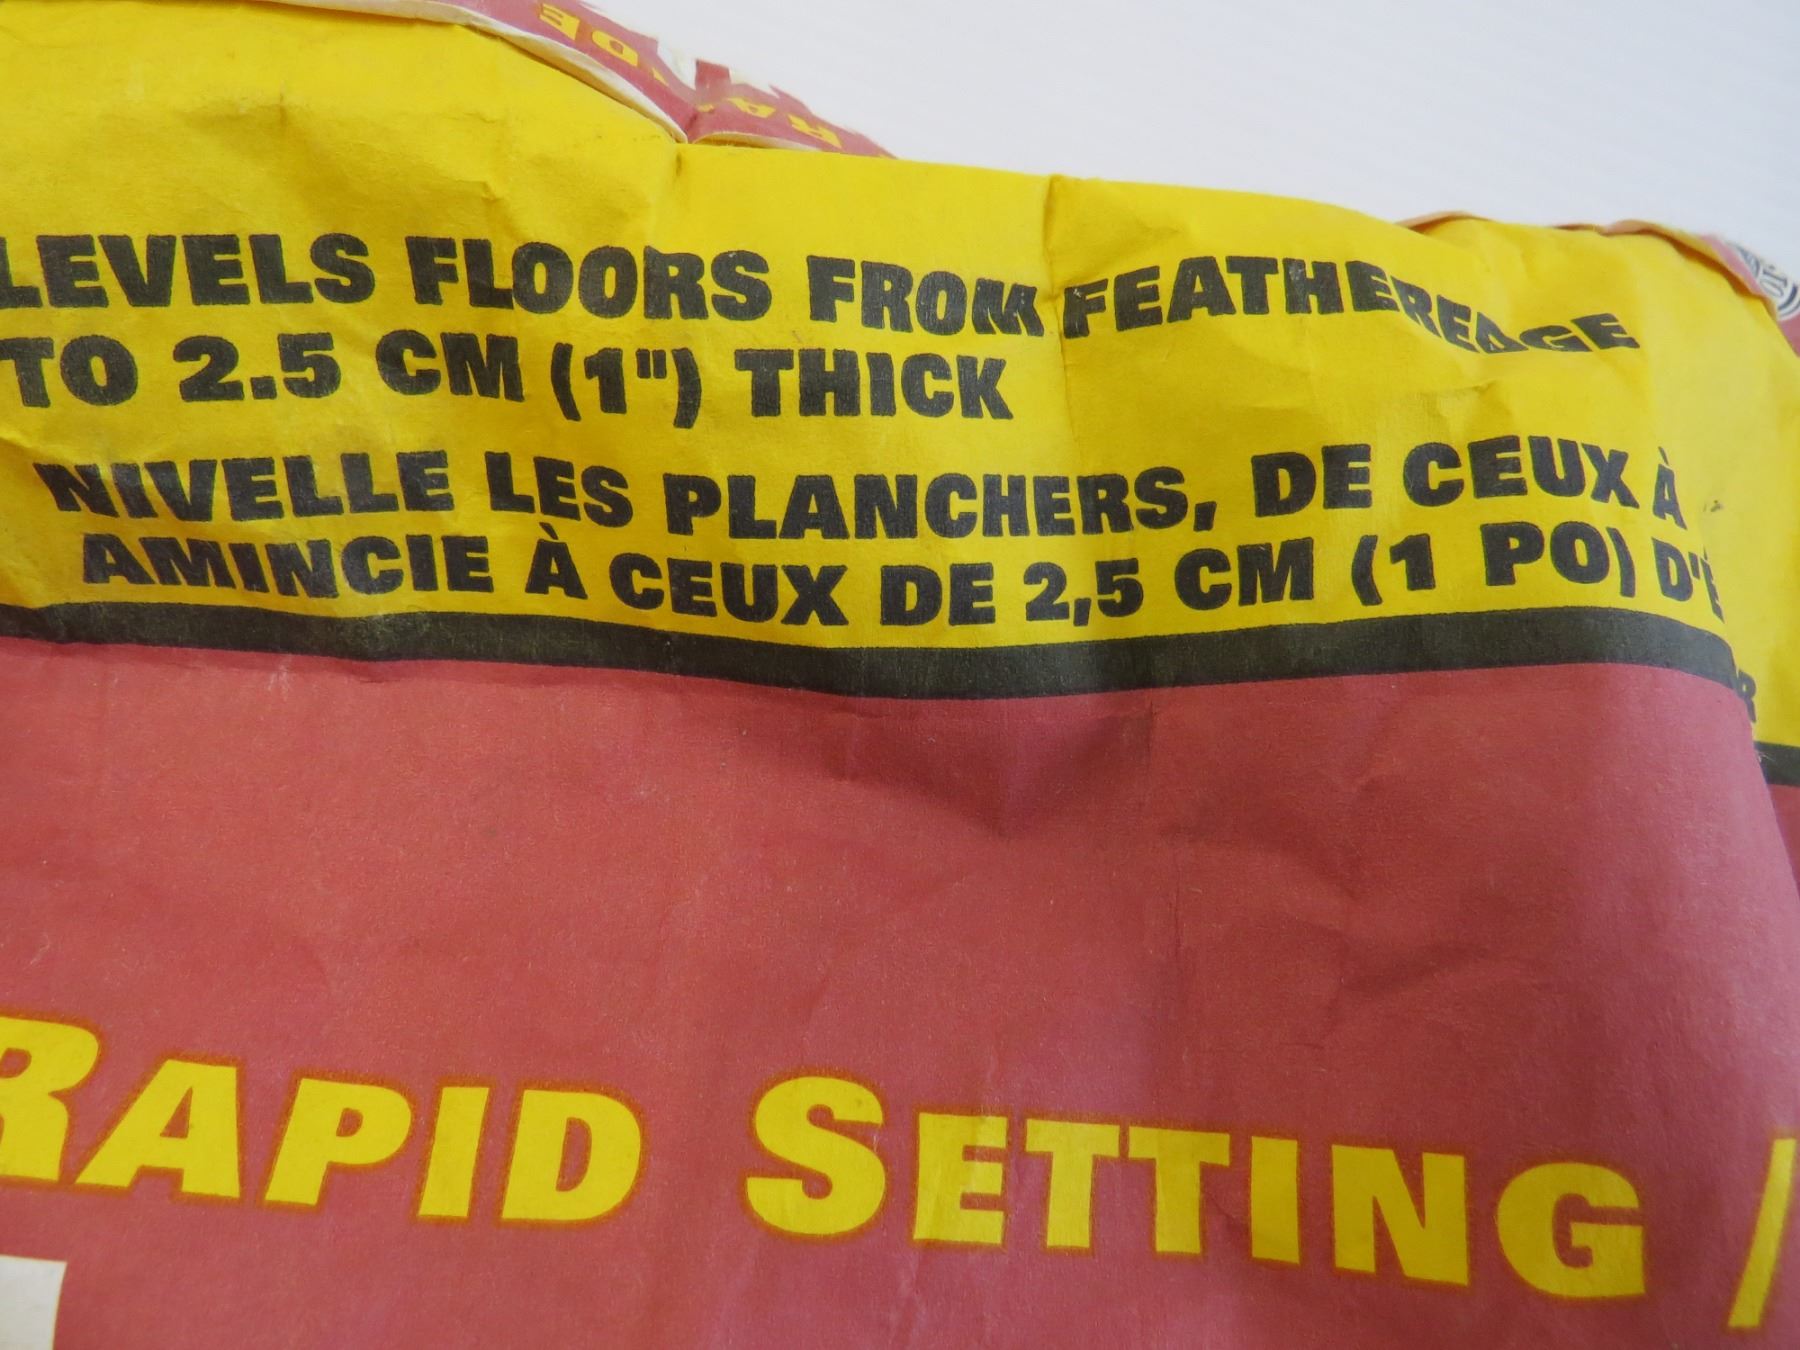 LEVELS FLOORS FROM FEATHEREDGE
TO 2.5 CM (1") THICK
NIVELLE LES PLANCHERS, DE CEUX À
AMINCIE À CEUX DE 2,5 CM (1 PO) D'É
RAPID SETTING /